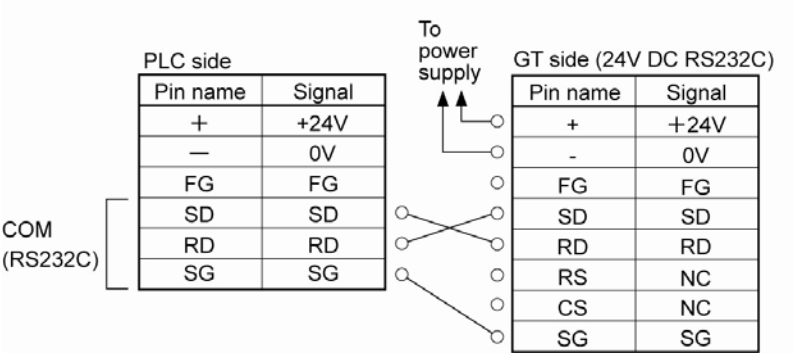 To
power
supply
PLC side
GT side (24V DC RS232C)
Pin name Signal
+ +24V
— 0V
FG FG
SD SD
RD RD
SG SG
COM
(RS232C)
Pin name Signal
+ +24V
- 0V
FG FG
SD SD
RD RD
RS NC
CS NC
SG SG